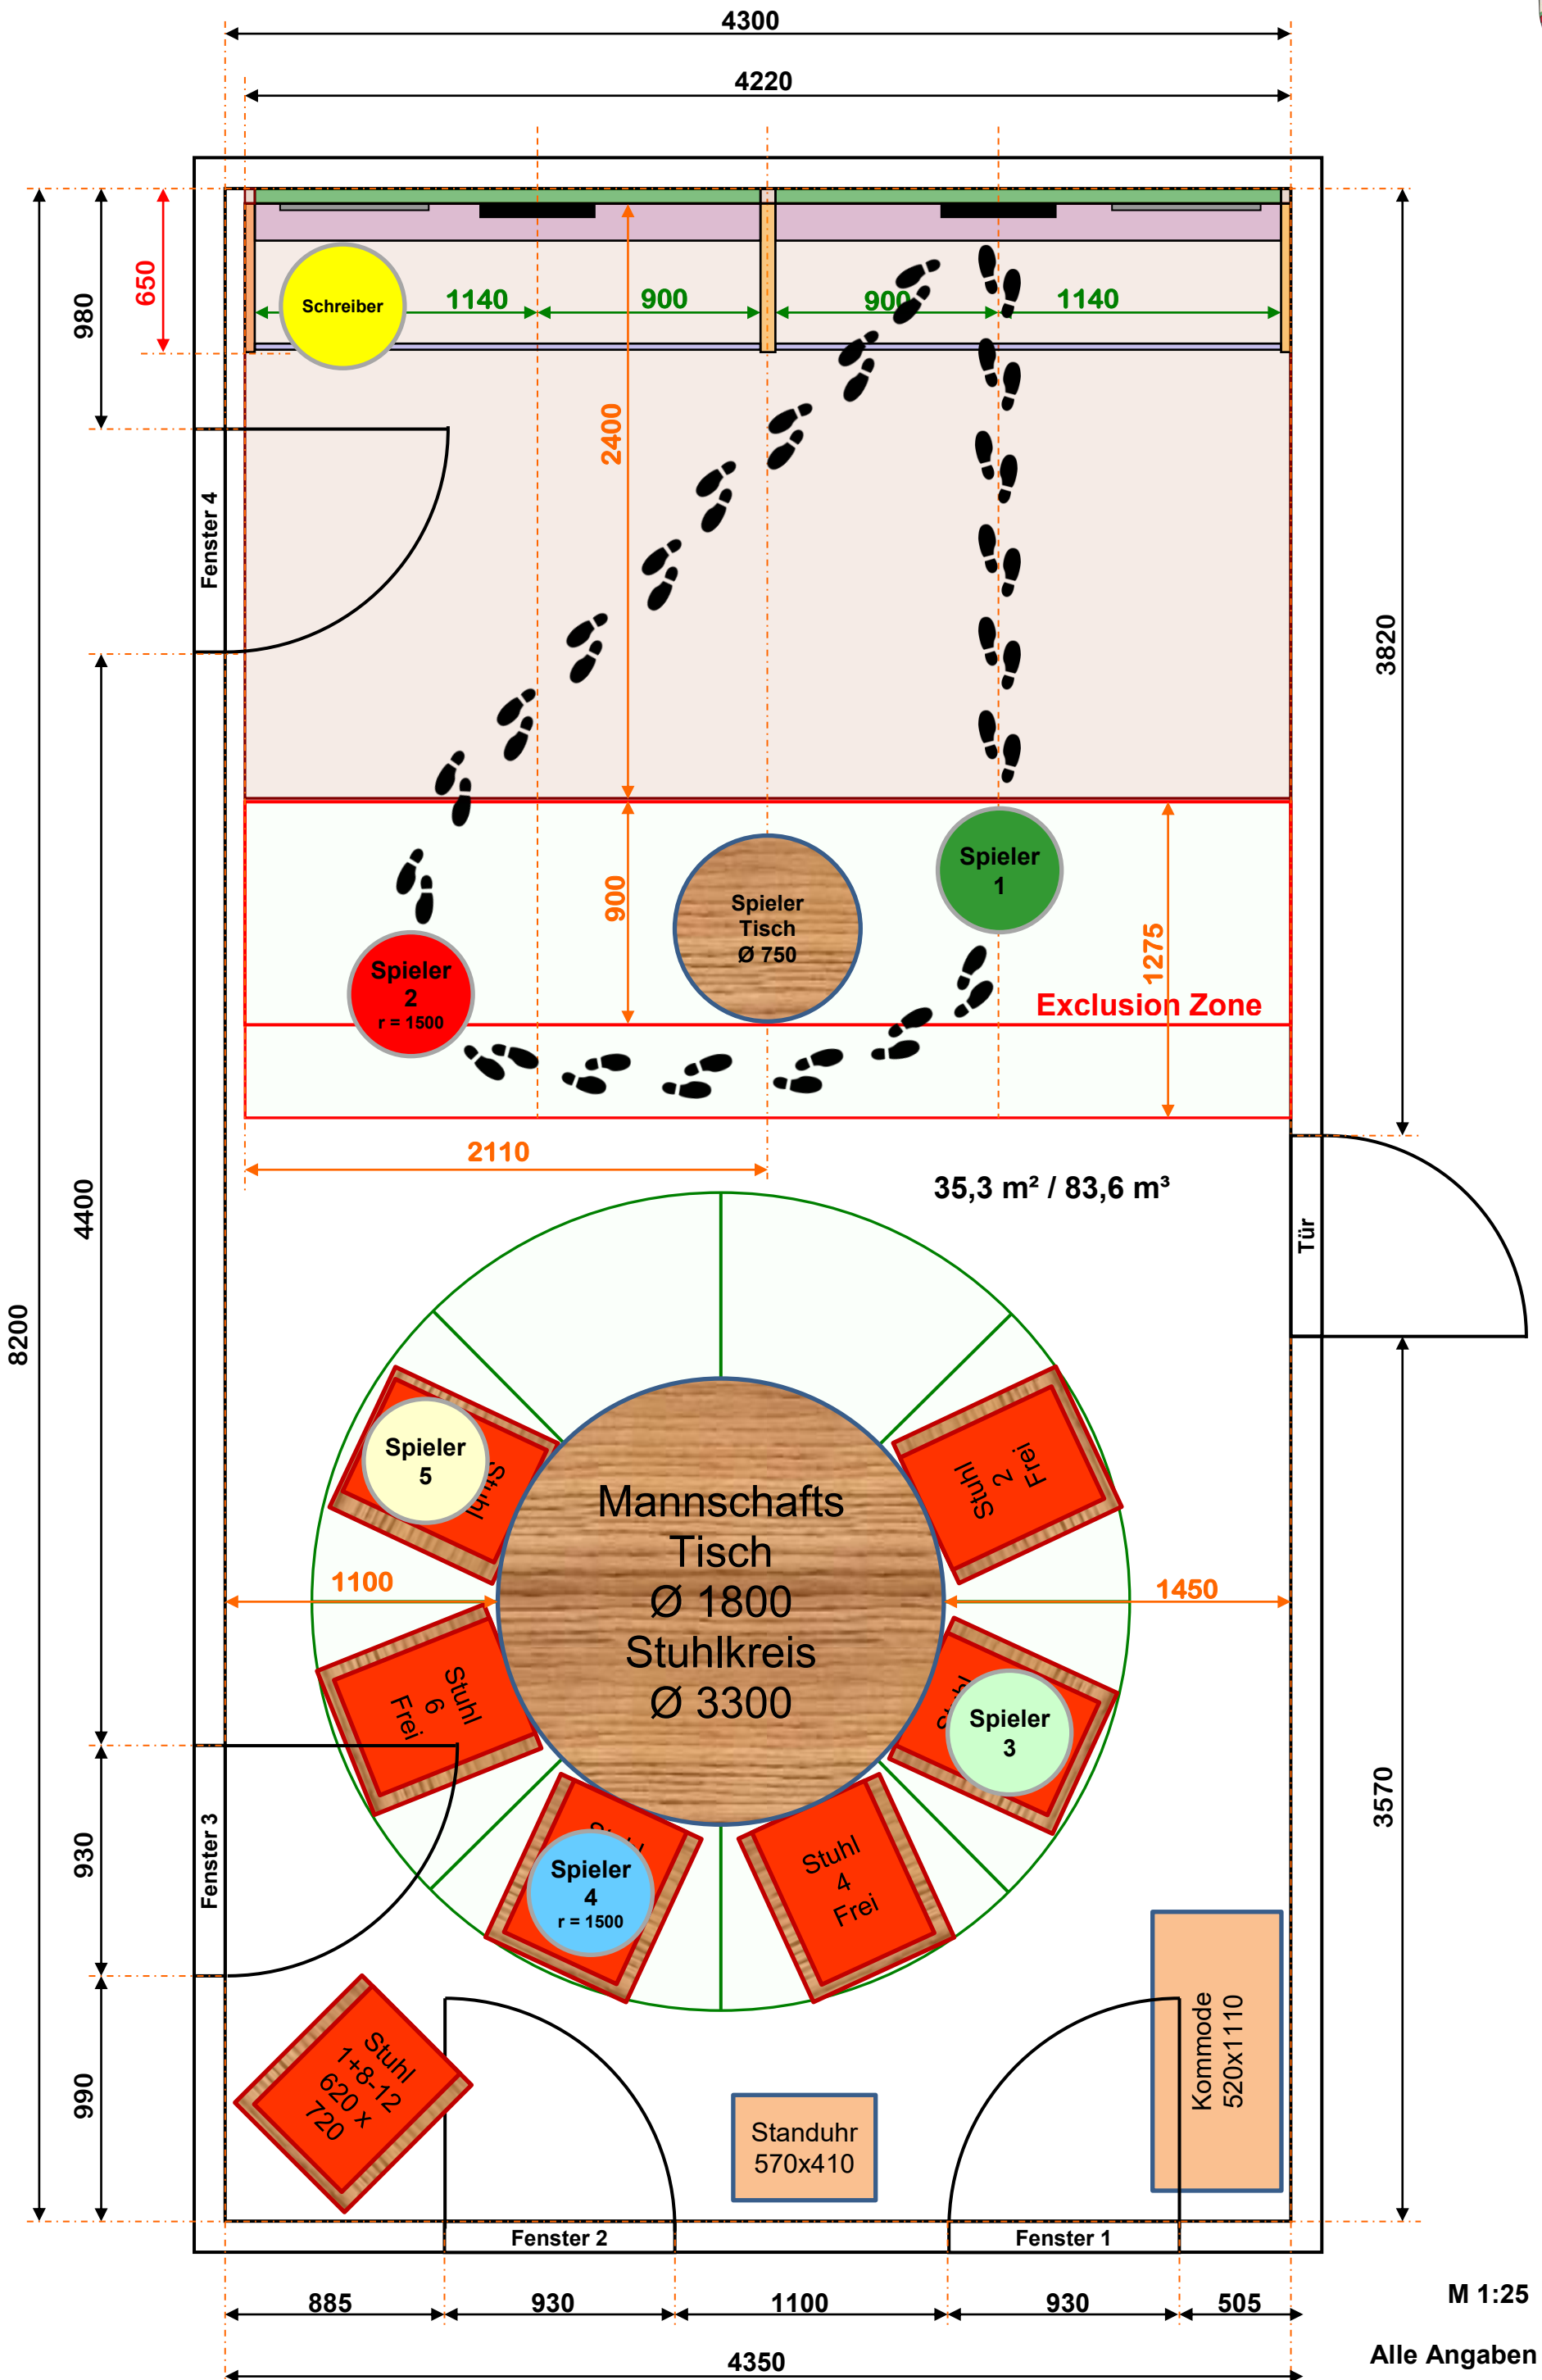 4300
4220
650
980
Schreiber
1140
900
900
1140
2400
Fenster 4
3820
Spieler
1
Spieler
Tisch
Ø 750
900
1275
Spieler
2
r = 1500
Exclusion Zone
2110
35,3 m² / 83,6 m³
4400
Tür
8200
Spieler
5
Stuhl
Stuhl
2
Frei
Mannschafts
Tisch
Ø 1800
Stuhlkreis
Ø 3300
1100
1450
Stuhl
6
Frei
Spieler
3
3570
930
Fenster 3
Spieler
4
r = 1500
Stuhl
4
Frei
Stuhl
1+8-12
620 x
720
990
Standuhr
570x410
Kommode
520x1110
Fenster 2
Fenster 1
885
930
1100
930
505
M 1:25
4350
Alle Angaben